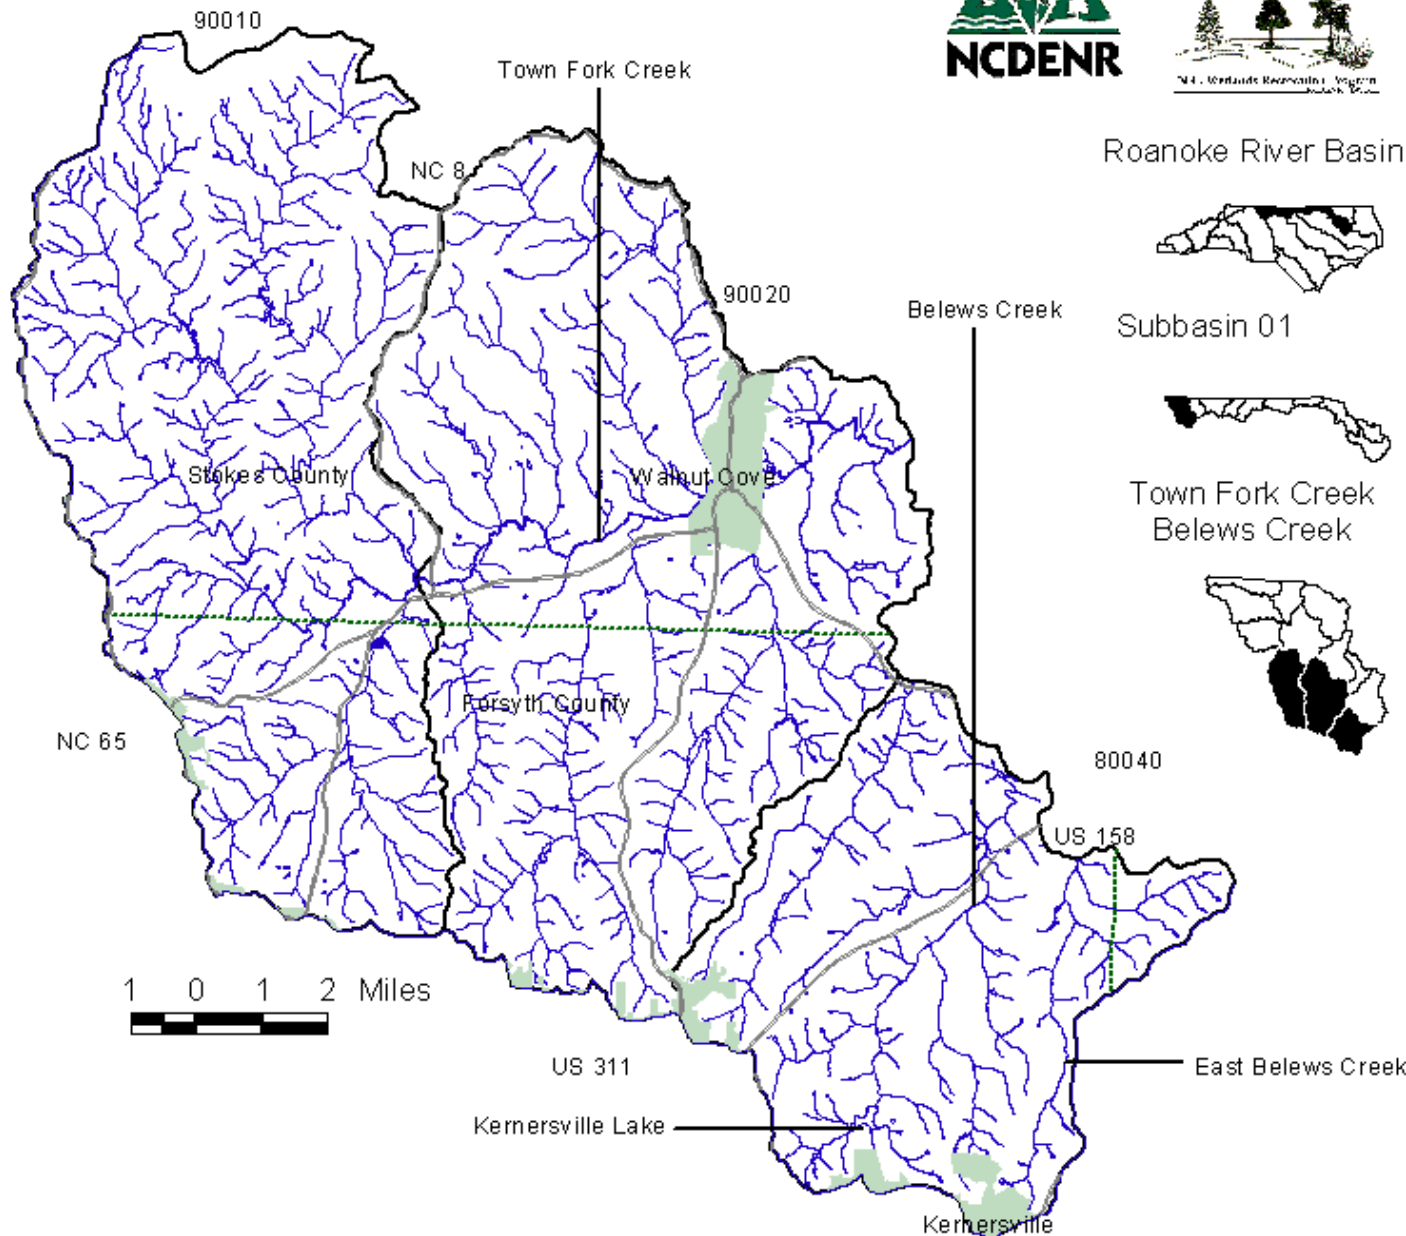 90010
Town Fork Creek
NCDENR
Roanoke River Basin
NC 8
90020
Belews Creek
Subbasin 01
Stokes County
Walnut Cove
Town Fork Creek
Belews Creek
Forsyth County
NC 65
80040
US 158
1 0 1 2 Miles
US 311
East Belews Creek
Kernersville Lake
Kernersville